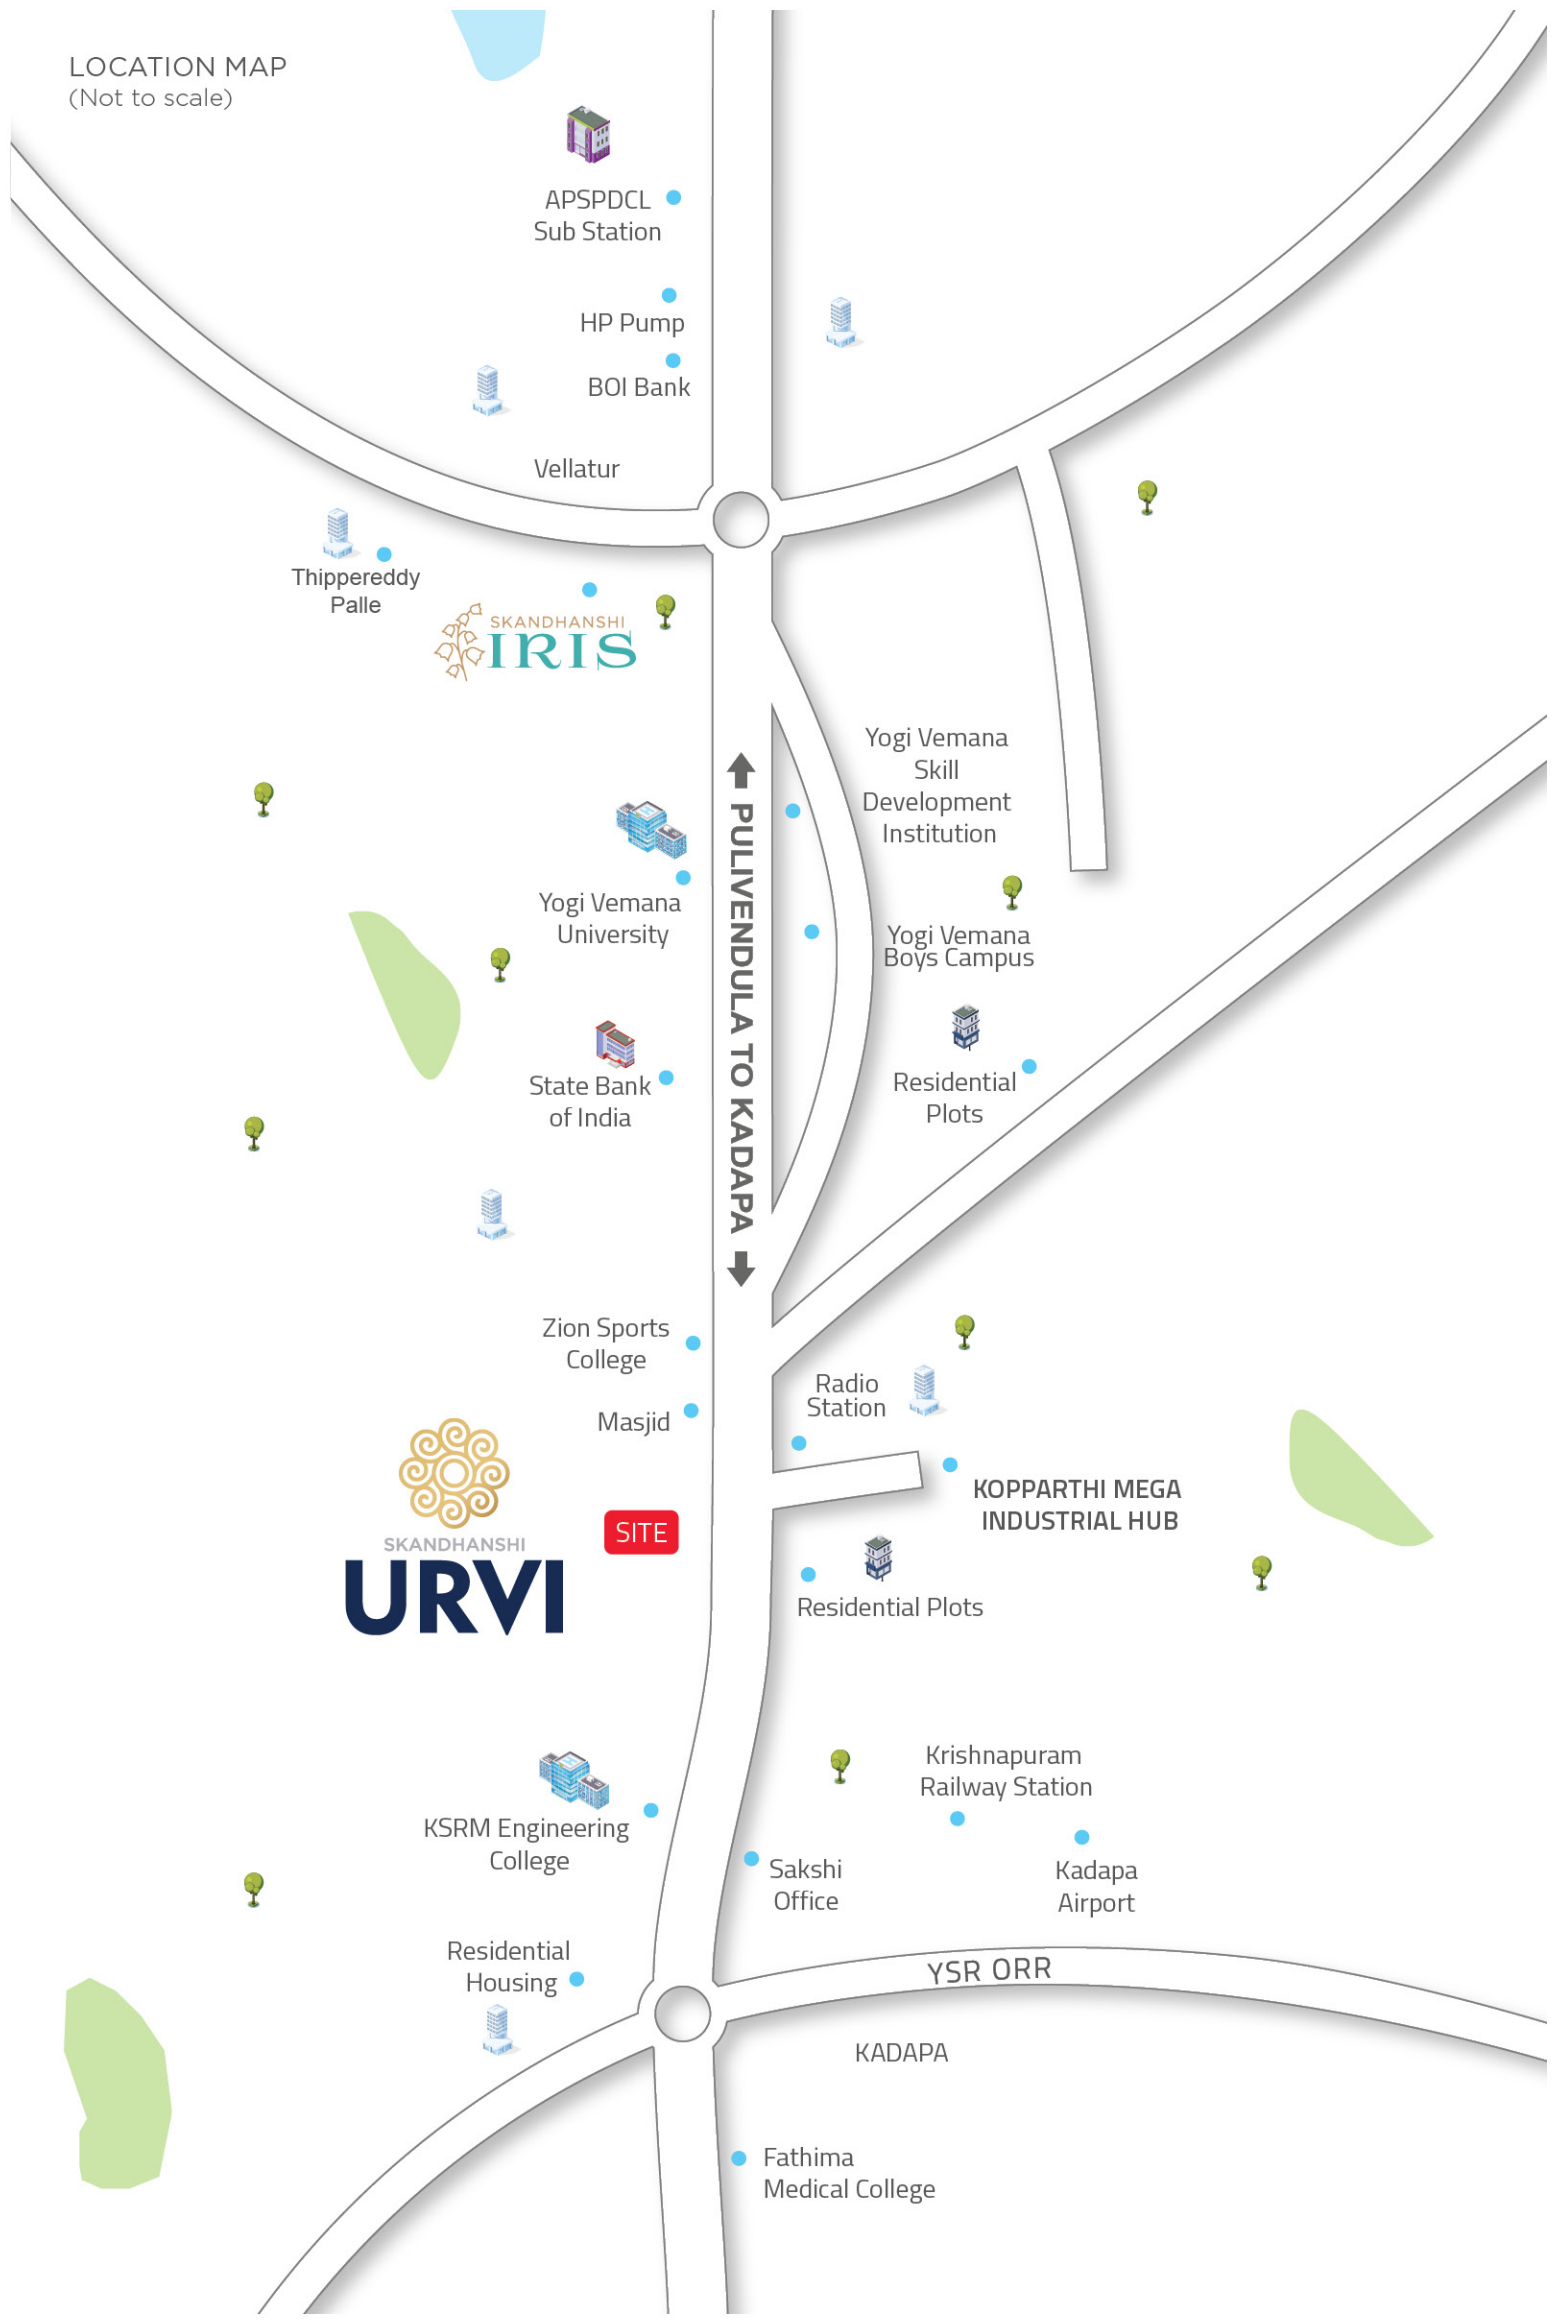 LOCATION MAP
(Not to scale)
APSPDCL
Sub Station
HP Pump
BOI Bank
Vellatur
Thippereddy
Palle
SKANDHANSHI
IRIS
Yogi Vemana
Skill
Development
Institution
PULIVENDULA TO KADAPA
Yogi Vemana
University
Yogi Vemana
Boys Campus
State Bank
of India
Residential
Plots
Zion Sports
College
Radio
Station
Masjid
KOPPARTHI MEGA
INDUSTRIAL HUB
SITE
SKANDHANSHI
URVI
Residential Plots
Krishnapuram
Railway Station
KSRM Engineering
College
Sakshi
Office
Kadapa
Airport
Residential
Housing
YSR ORR
KADAPA
Fathima
Medical College